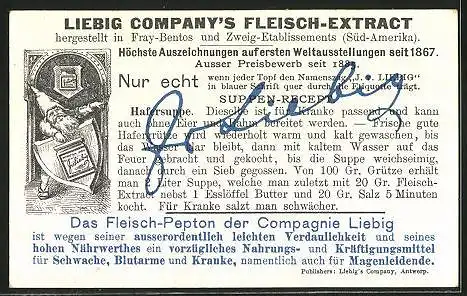 LIEBIG COMPANY'S FLEISCH-EXTRACT
hergestellt in Fray-Bentos und Zweig-Etablissements (Süd-Amerika).
Höchste Auszeichnungen auf ersten Weltausstellungen seit 1867.
Ausser Preisbewerb seit 188
Nur echt wenn jeder Topf den Namenszug „J. v. LIEBIG“
in blauer Schrift quer durch die Etiquette trägt.
SUPPEN-RECEPT
Hafersuppe. Dieselbe ist für Kranke passend und kann
auch ohne Eier und Rahm bereitet werden. — Frische gute
Hafergrütze wird wiederholt warm und kalt gewaschen, bis
das klar bleibt, dann mit kaltem Wasser auf das
Feuer gebracht und gekocht, bis die Suppe weichseimig,
danach durch ein Sieb gegossen. Von 100 Gr. Grütze erhält
man Liter Suppe, welche man zuletzt mit 20 Gr. Fleisch-
Extract nebst 1 Esslöffel Butter und 20 Gr. Salz 5 Minuten
kocht. Für Kranke salzt man schwächer.
J v Liebig
Liebig
Das Fleisch-Pepton der Compagnie Liebig
ist wegen seiner ausserordentlich leichten Verdaulichkeit und seines
hohen Nährwerthes ein vorzügliches Nahrungs- und Kräftigungsmittel
für Schwache, Blutarme und Kranke, namentlich auch für Magenleidende.
Publishers: Liebig's Company, Antwerp.